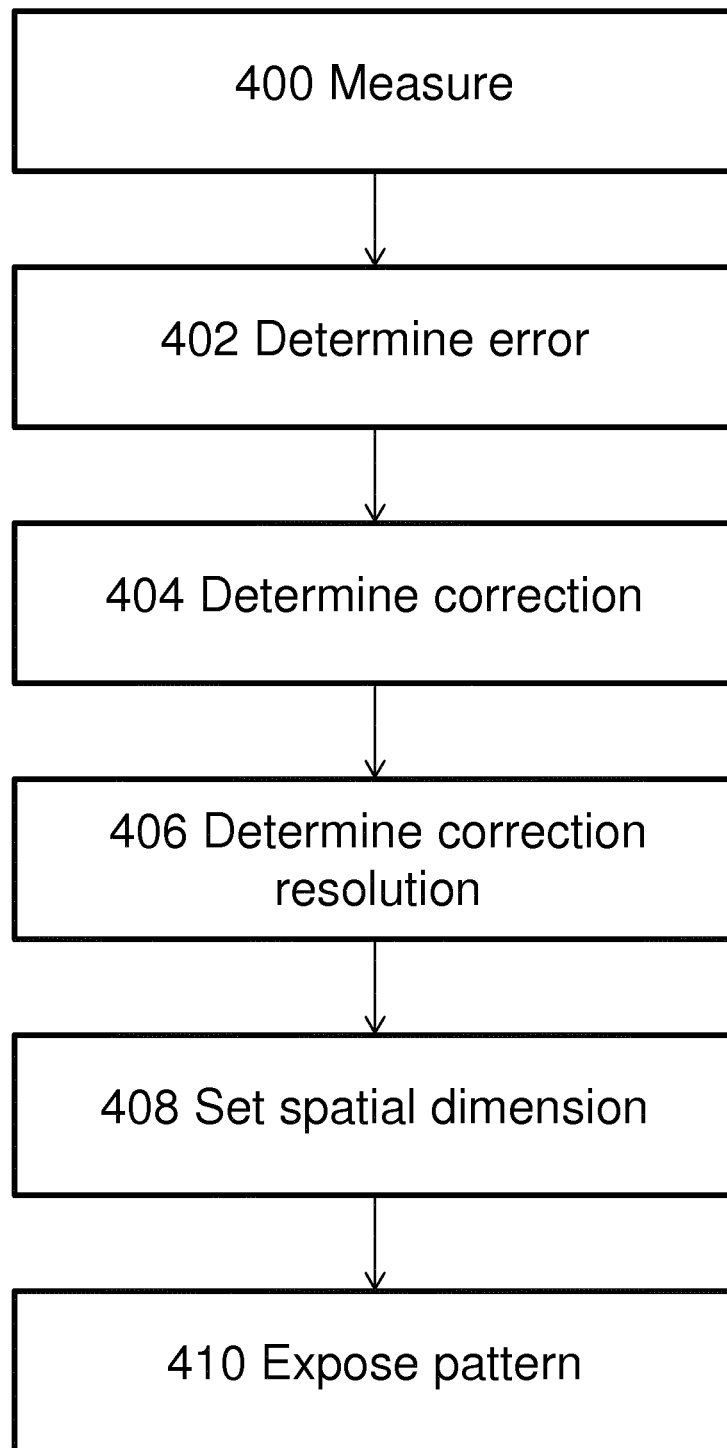 400 Measure
402 Determine error
404 Determine correction
406 Determine correction
resolution
408 Set spatial dimension
410 Expose pattern